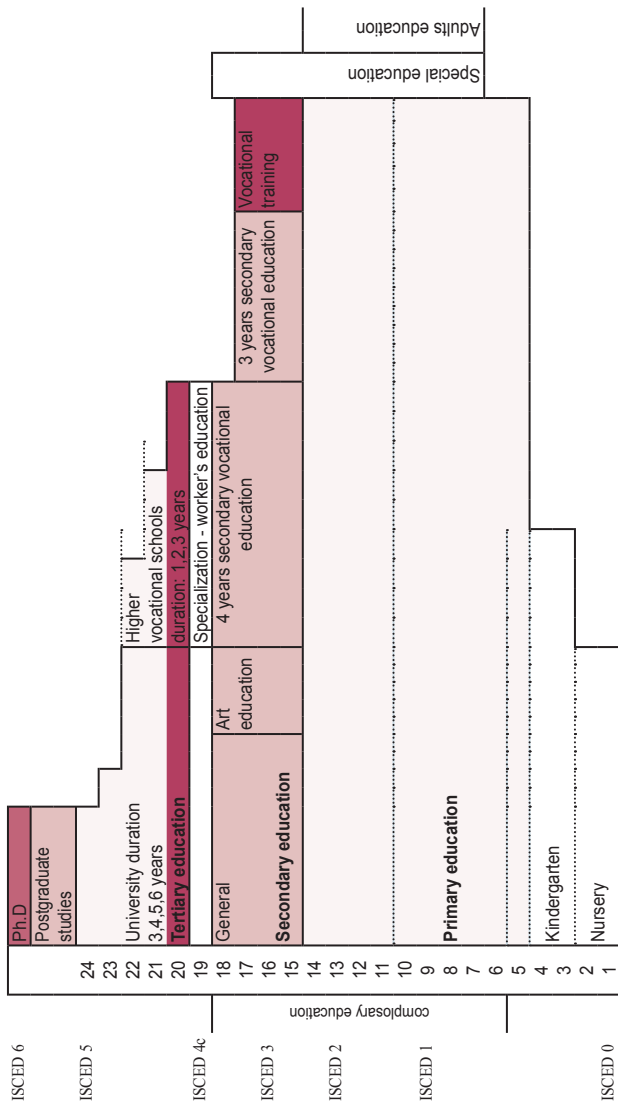 Ph.D
Postgraduate
studies
University duration
3,4,5,6 years
Higher
vocational schools
Tertiary education
duration: 1,2,3 years
Specialization - worker's education
General
Art
education
4 years secondary vocational
education
3 years secondary
vocational education
Vocational
training
Secondary education
Primary education
Kindergarten
Nursery
Special education
Adults education
24
23
22
21
20
19
18
17
16
15
14
13
12
11
10
9
8
7
6
5
4
3
2
1
complosary education
ISCED 6
ISCED 5
ISCED 4c
ISCED 3
ISCED 2
ISCED 1
ISCED 0